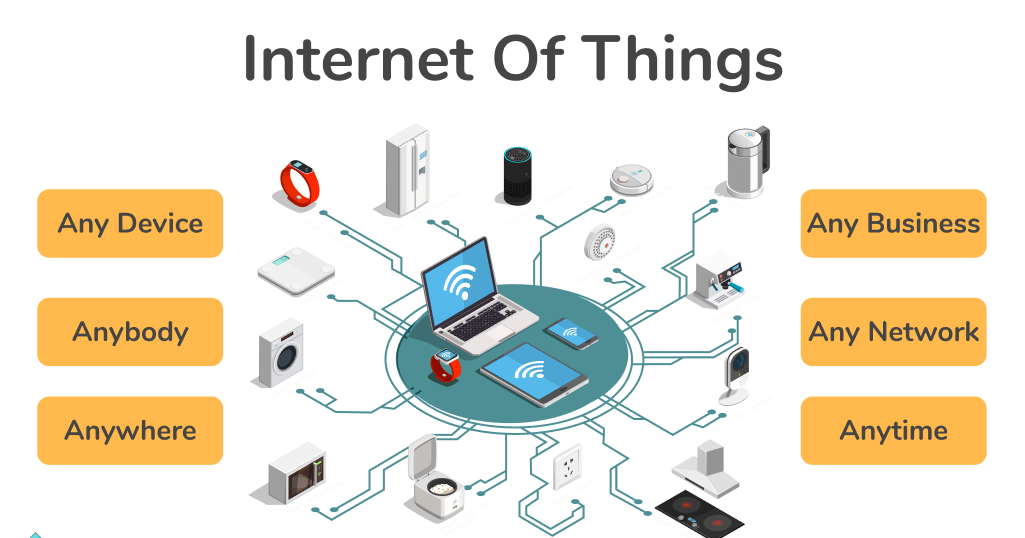 Internet Of Things
Any Device
Anybody
Anywhere
Any Business
Any Network
Anytime